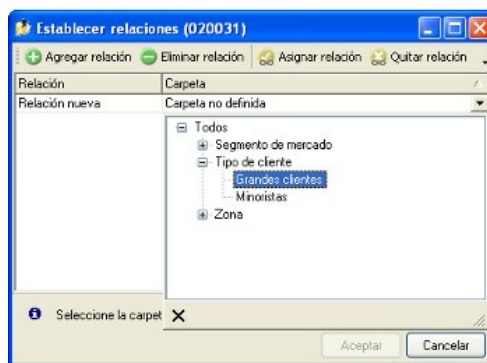 Establecer relaciones (020031)
Agregar relación Eliminar relación Asignar relación Quitar relación
Relación Carpeta
Relación nueva Carpeta no definida
Todos
Segmento de mercado
Tipo de cliente
Grandes clientes
Minoristas
Zona
Seleccione la carpet
Aceptar Cancelar